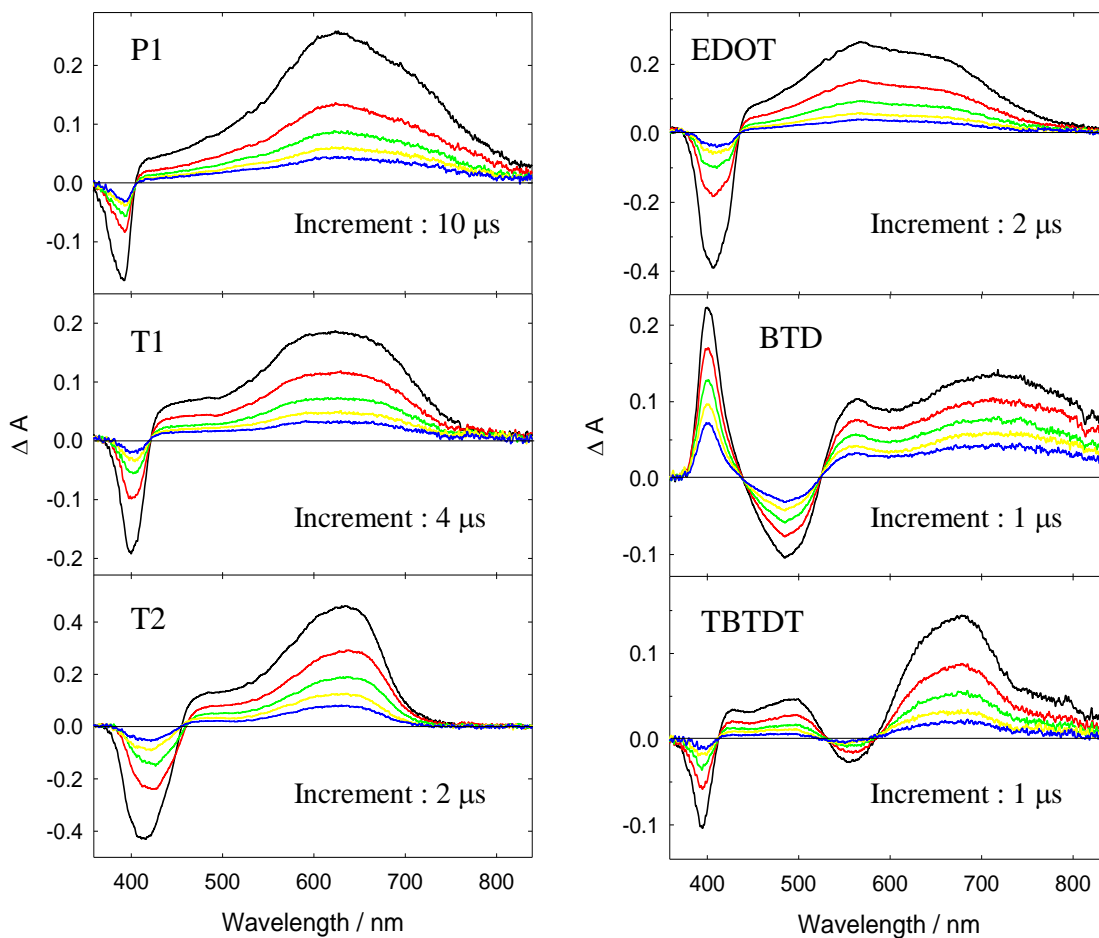 P1
0.2
0.1
0.0
-0.1
Increment : 10 μs
T1
0.2
0.1
0.0
-0.1
-0.2
Increment : 4 μs
Δ A
T2
0.4
0.2
0.0
-0.2
-0.4
Increment : 2 μs
400 500 600 700 800
Wavelength / nm
EDOT
0.2
0.0
-0.2
-0.4
Increment : 2 μs
BTD
0.2
0.1
0.0
-0.1
Increment : 1 μs
Δ A
TBTDT
0.1
0.0
-0.1
Increment : 1 μs
400 500 600 700 800
Wavelength / nm